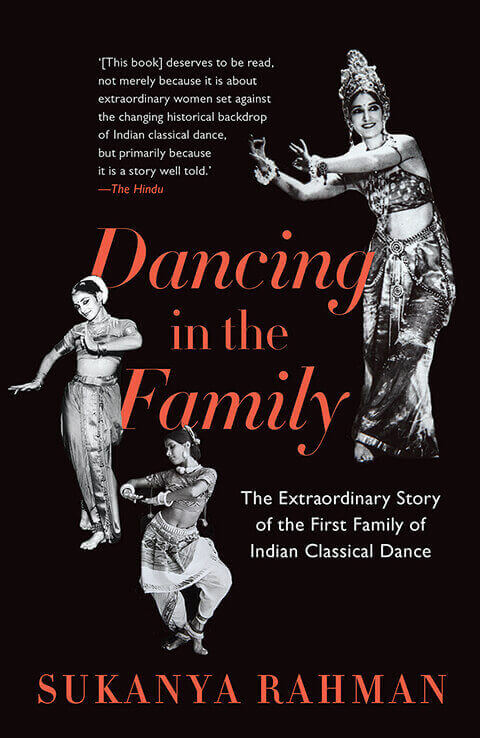 ‘[This book] deserves to be read,
not merely because it is about
extraordinary women set against
the changing historical backdrop
of Indian classical dance,
but primarily because
it is a story well told.’
—The Hindu
Dancing
in the
Family
The Extraordinary Story
of the First Family of
Indian Classical Dance
SUKANYA RAHMAN